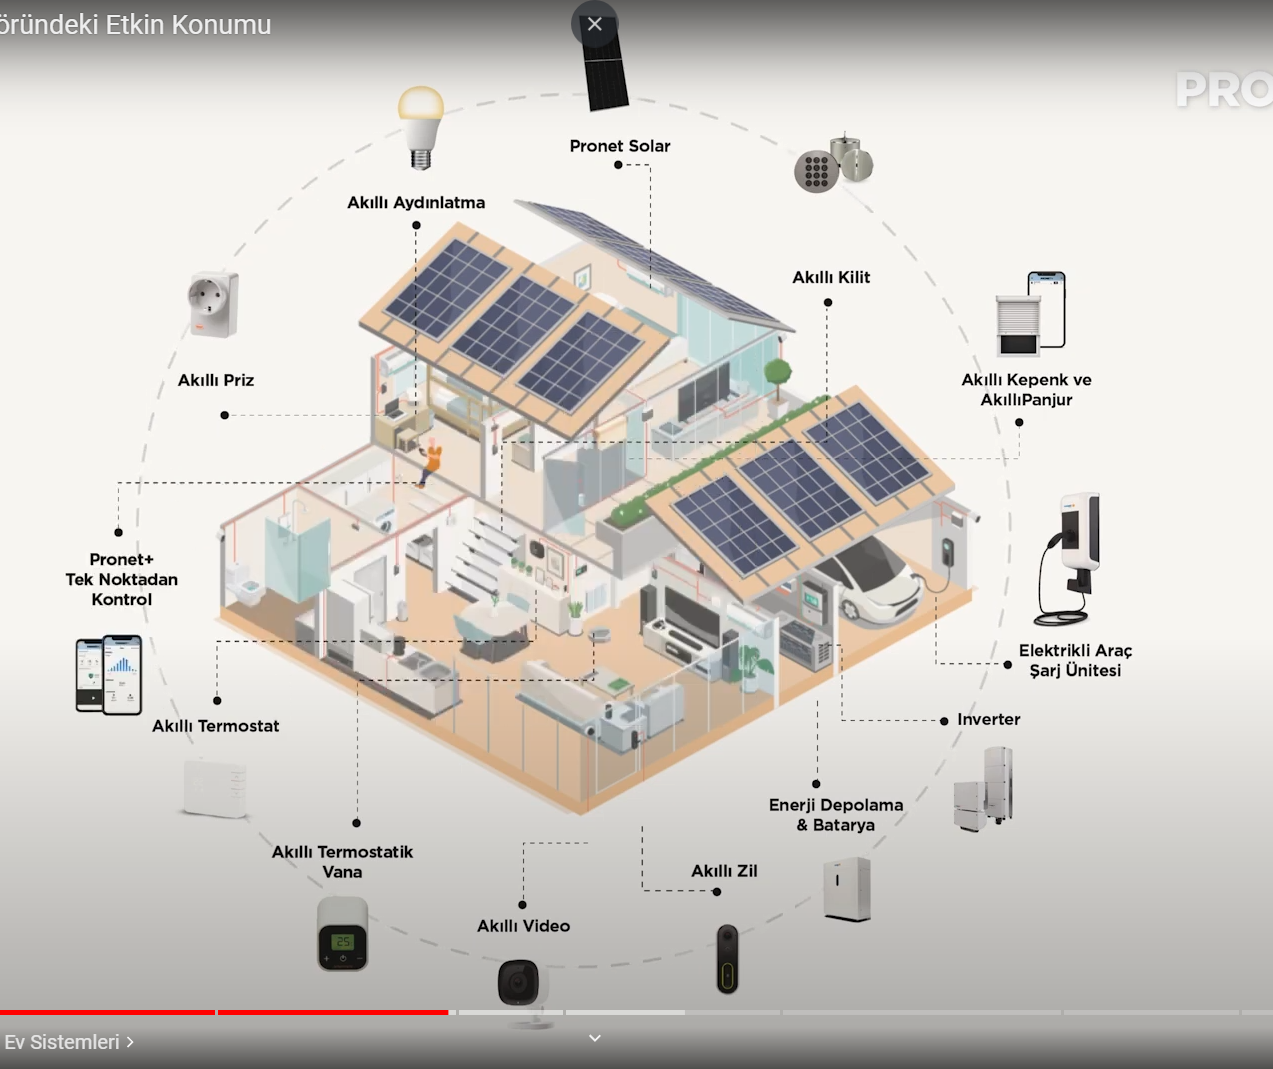 öründeki Etkin Konumu
PRO
Pronet Solar
Akıllı Aydınlatma
Akıllı Kilit
Akıllı Priz
Akıllı Kepenk ve
AkıllıPanjur
Pronet+
Tek Noktadan
Kontrol
Elektrikli Araç
Şarj Ünitesi
Akıllı Termostat
Inverter
Enerji Depolama
& Batarya
Akıllı Termostatik
Vana
Akıllı Zil
Akıllı Video
25
Ev Sistemleri